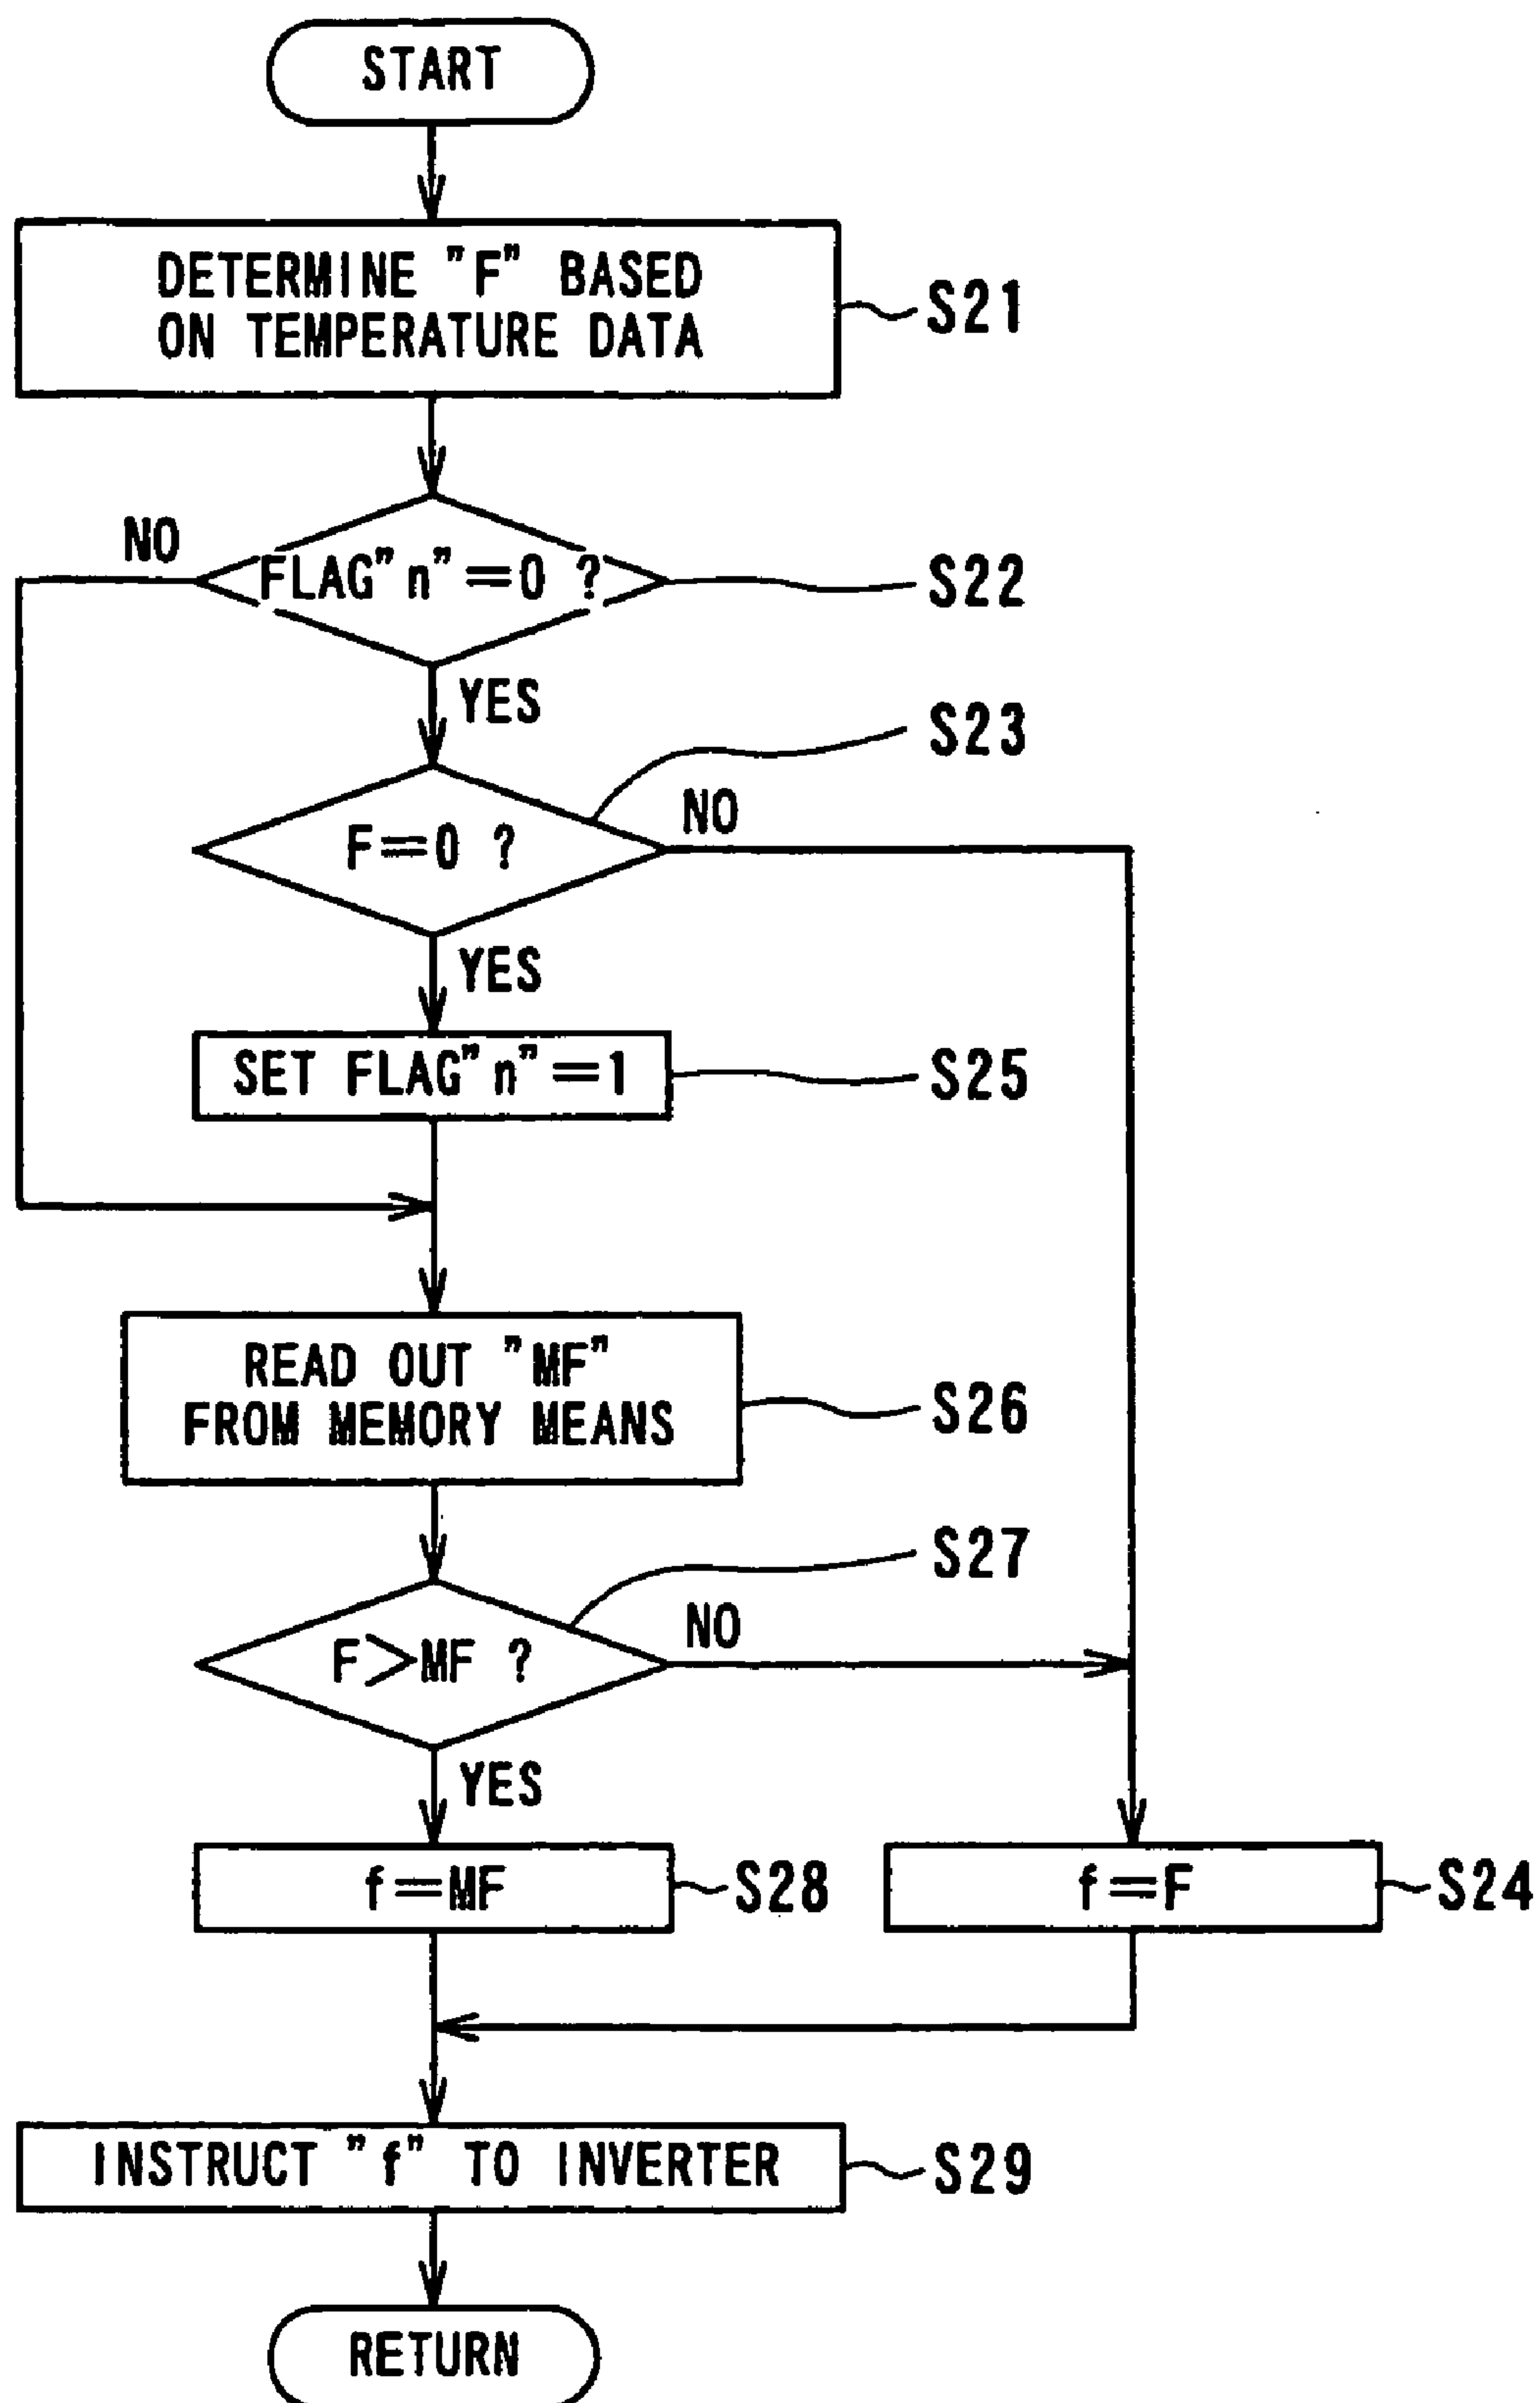 START
DETERMINE "F" BASED
ON TEMPERATURE DATA
S21
NO
FLAG"n"=0 ?
S22
YES
S23
F=0 ?
NO
YES
SET FLAG"n"=1
S25
READ OUT "MF"
FROM MEMORY MEANS
S26
S27
F>MF ?
NO
YES
f=MF
S28
f=F
S24
INSTRUCT "f" TO INVERTER
S29
RETURN